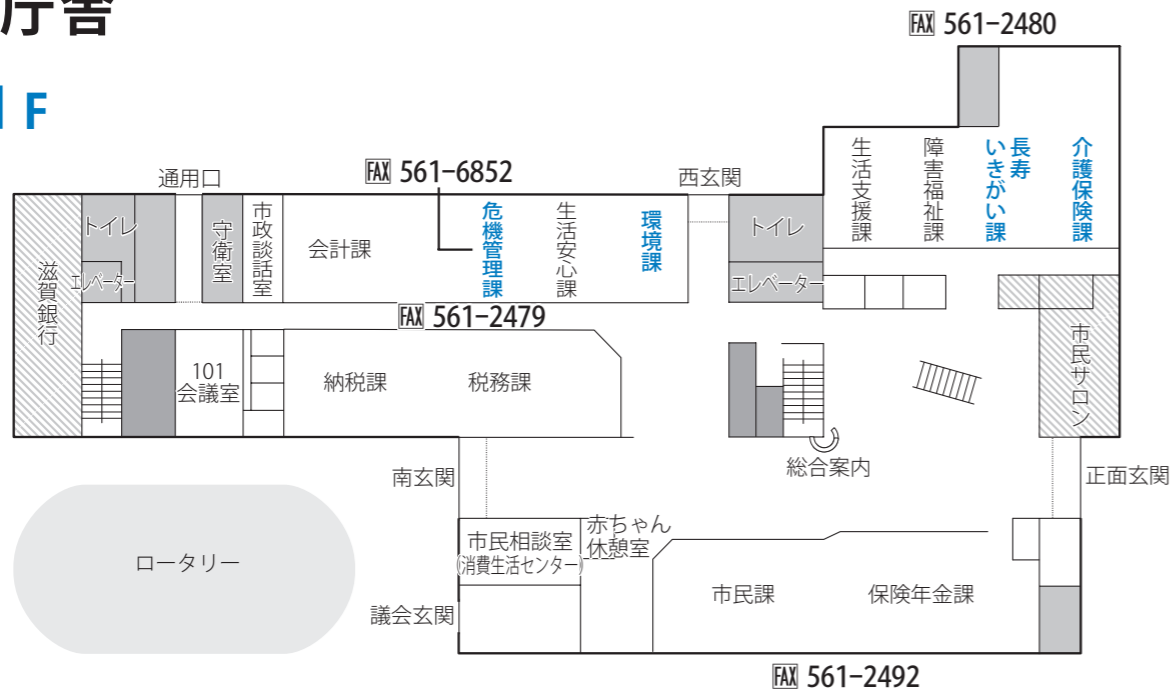 庁舎
F
FAX 561-2480
通用口
FAX 561-6852
西玄関
滋賀銀行
トイレ
エレベーター
守衛室
市政談話室
会計課
危機管理課
生活安心課
環境課
トイレ
エレベーター
生活支援課
障害福祉課
長寿
いきがい課
介護保険課
FAX 561-2479
101
会議室
納税課
税務課
市民サロン
総合案内
南玄関
正面玄関
ロータリー
市民相談室
(消費生活センター)
赤ちゃん
休憩室
市民課
保険年金課
議会玄関
FAX 561-2492